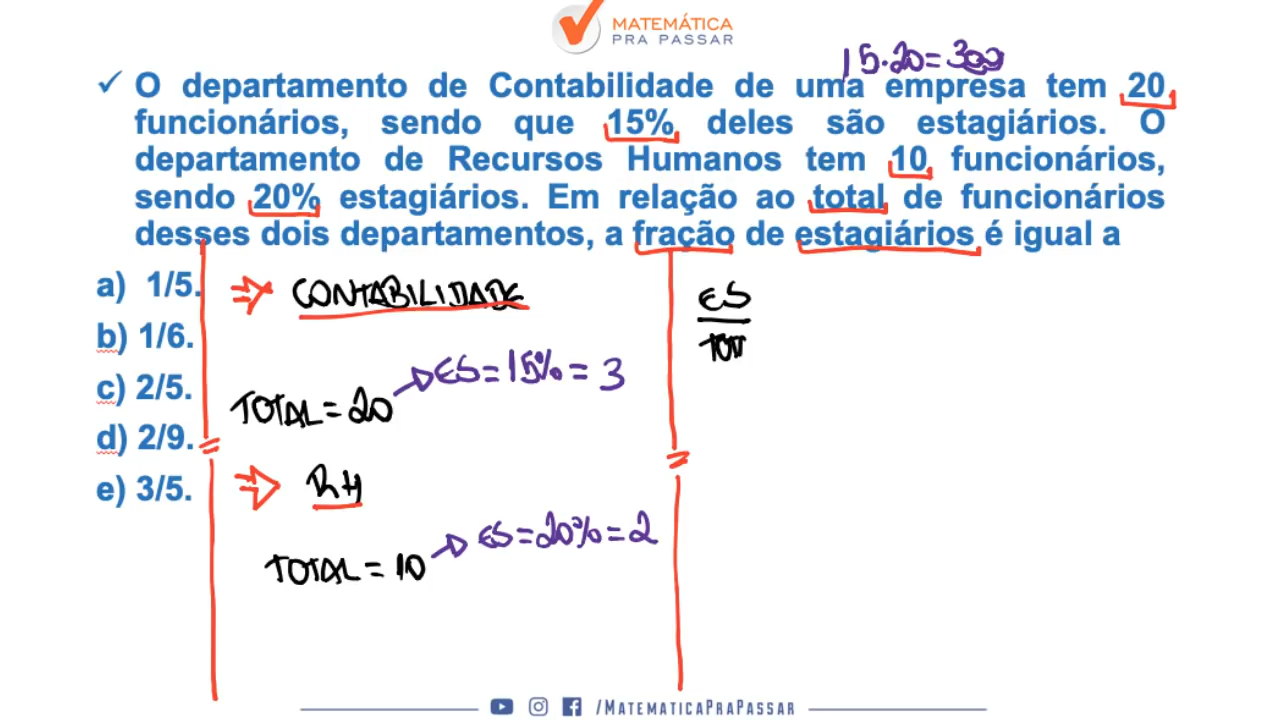 MATEMÁTICA
PRA PASSAR
15.20=300
✓ O departamento de Contabilidade de uma empresa tem 20
funcionários, sendo que 15% deles são estagiários. O
departamento de Recursos Humanos tem 10 funcionários,
sendo 20% estagiários. Em relação ao total de funcionários
desses dois departamentos, a fração de estagiários é igual a
a) 1/5.
b) 1/6.
c) 2/5.
d) 2/9.
e) 3/5.
⇒ CONTABILIDADE
TOTAL = 20 → ES = 15% = 3
⇒ RH
TOTAL = 10 → ES = 20% = 2
ES
TOT
/MATEMATICAPRAPASSAR